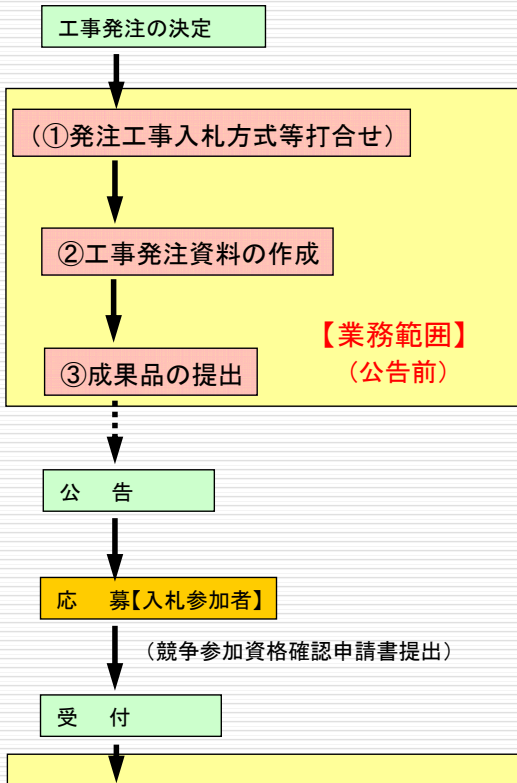 工事発注の決定
（①発注工事入札方式等打合せ）
②工事発注資料の作成
【業務範囲】
（公告前）
③成果品の提出
公　告
応　募【入札参加者】
（競争参加資格確認申請書提出）
受　付